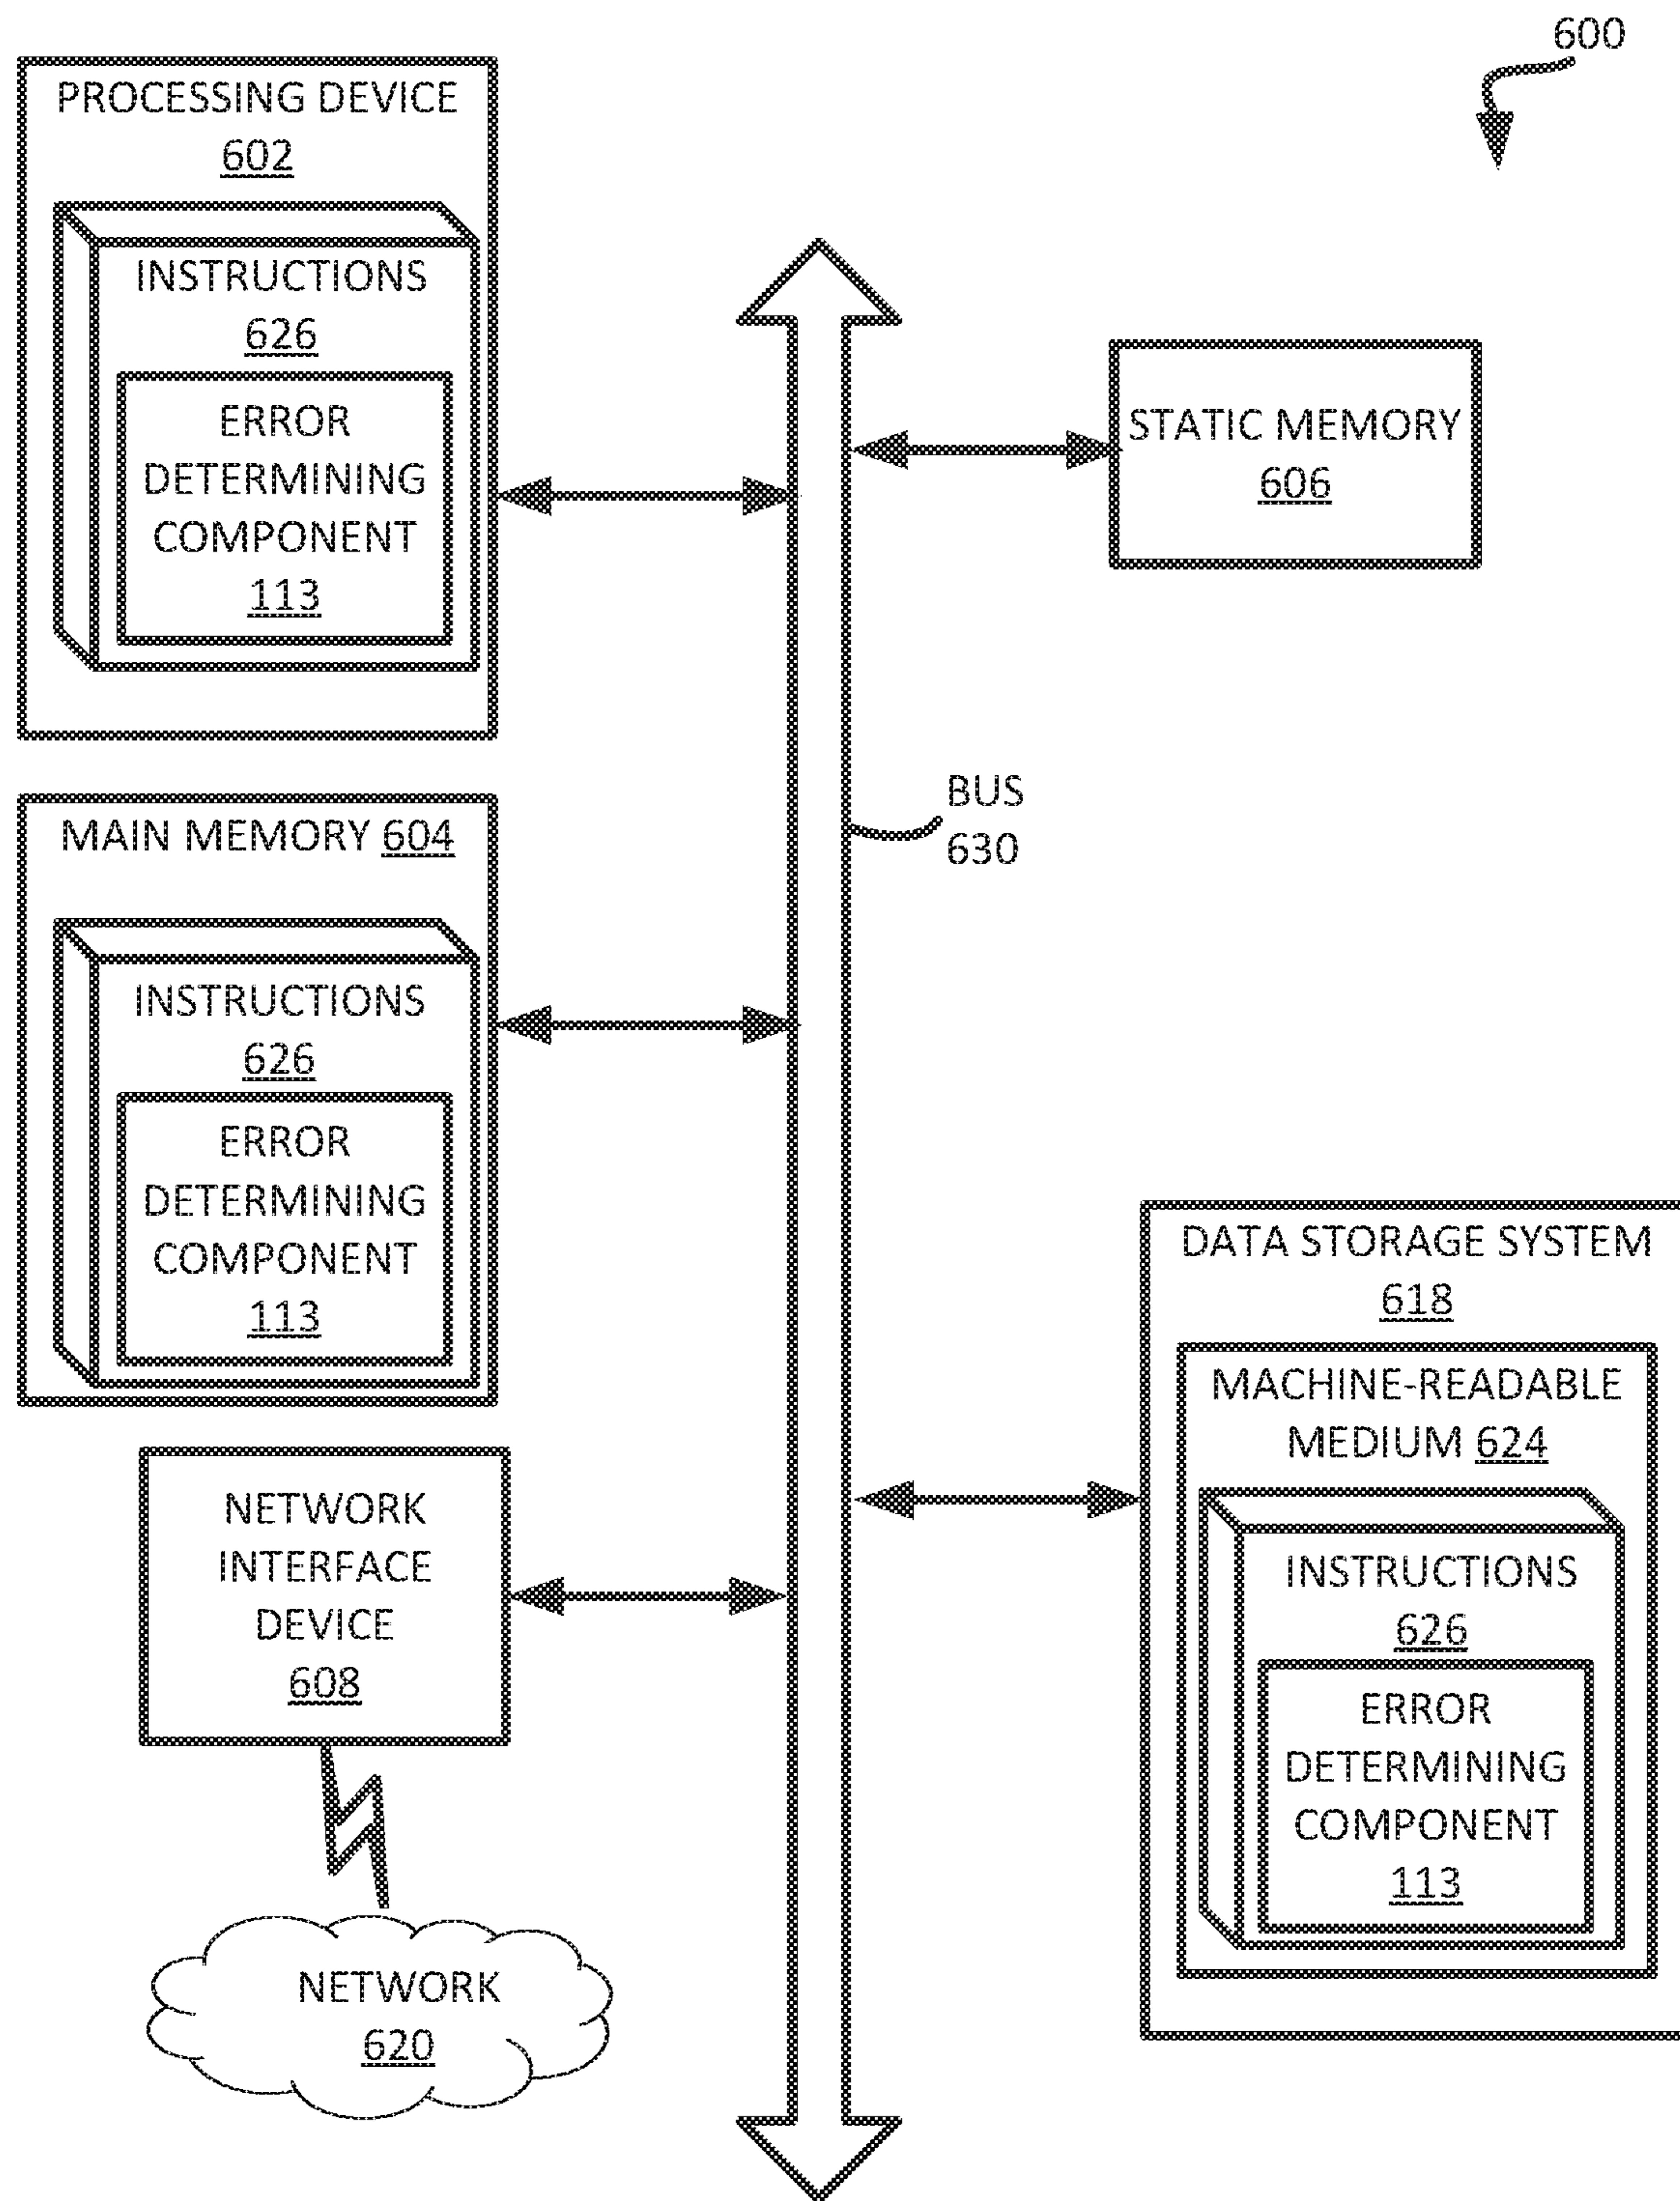 600
PROCESSING DEVICE
602
INSTRUCTIONS
626
ERROR
DETERMINING
COMPONENT
113
STATIC MEMORY
606
BUS
630
MAIN MEMORY 604
INSTRUCTIONS
626
ERROR
DETERMINING
COMPONENT
113
DATA STORAGE SYSTEM
618
MACHINE-READABLE
MEDIUM 624
INSTRUCTIONS
626
ERROR
DETERMINING
COMPONENT
113
NETWORK
INTERFACE
DEVICE
608
NETWORK
620